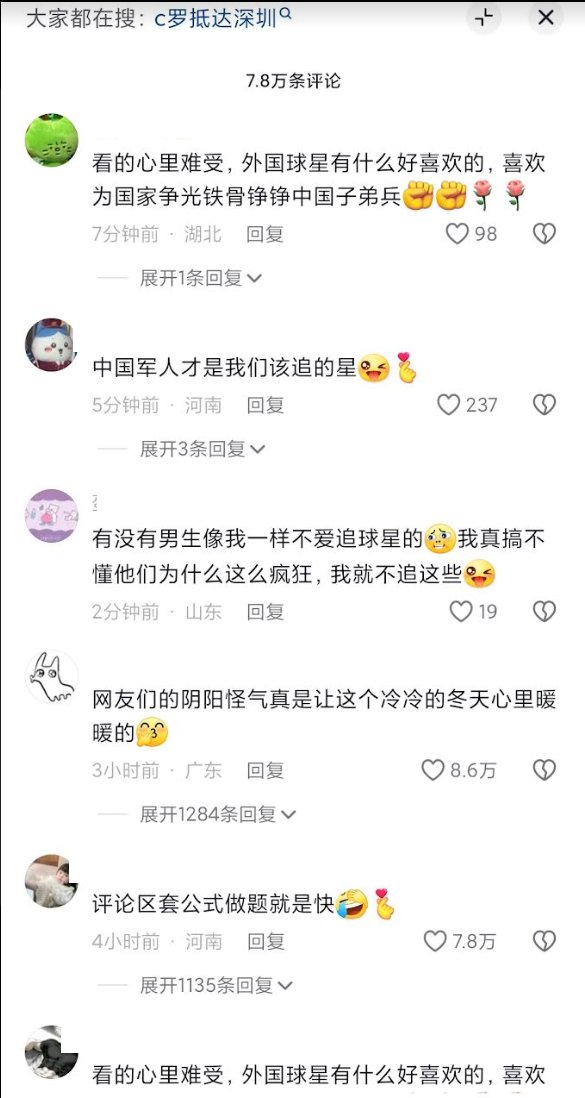 大家都在搜：c罗抵达深圳
7.8万条评论
看的心里难受，外国球星有什么好喜欢的，喜欢
为国家争光铁骨铮铮中国子弟兵✊✊🌹🌹
7分钟前 · 湖北 回复 98
展开1条回复
中国军人才是我们该追的星😜🫰
5分钟前 · 河南 回复 237
展开3条回复
有没有男生像我一样不爱追球星的😥我真搞不
懂他们为什么这么疯狂，我就不追这些😜
2分钟前 · 山东 回复 19
网友们的阴阳怪气真是让这个冷冷的冬天心里暖
暖的🤭
3小时前 · 广东 回复 8.6万
展开1284条回复
评论区套公式做题就是快🤣🫰
4小时前 · 河南 回复 7.8万
展开1135条回复
看的心里难受，外国球星有什么好喜欢的，喜欢